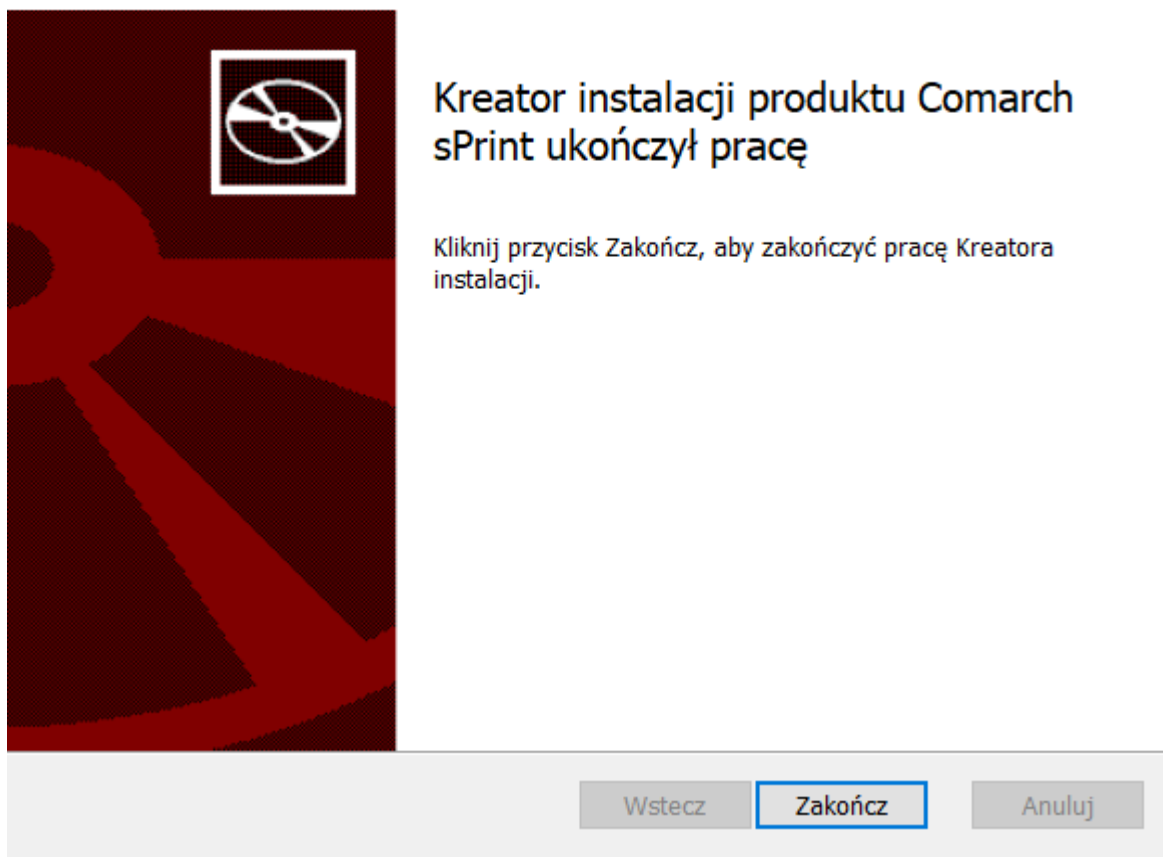 Kreator instalacji produktu Comarch
sPrint ukończył pracę
Kliknij przycisk Zakończ, aby zakończyć pracę Kreatora
instalacji.
Wstecz
Zakończ
Anuluj